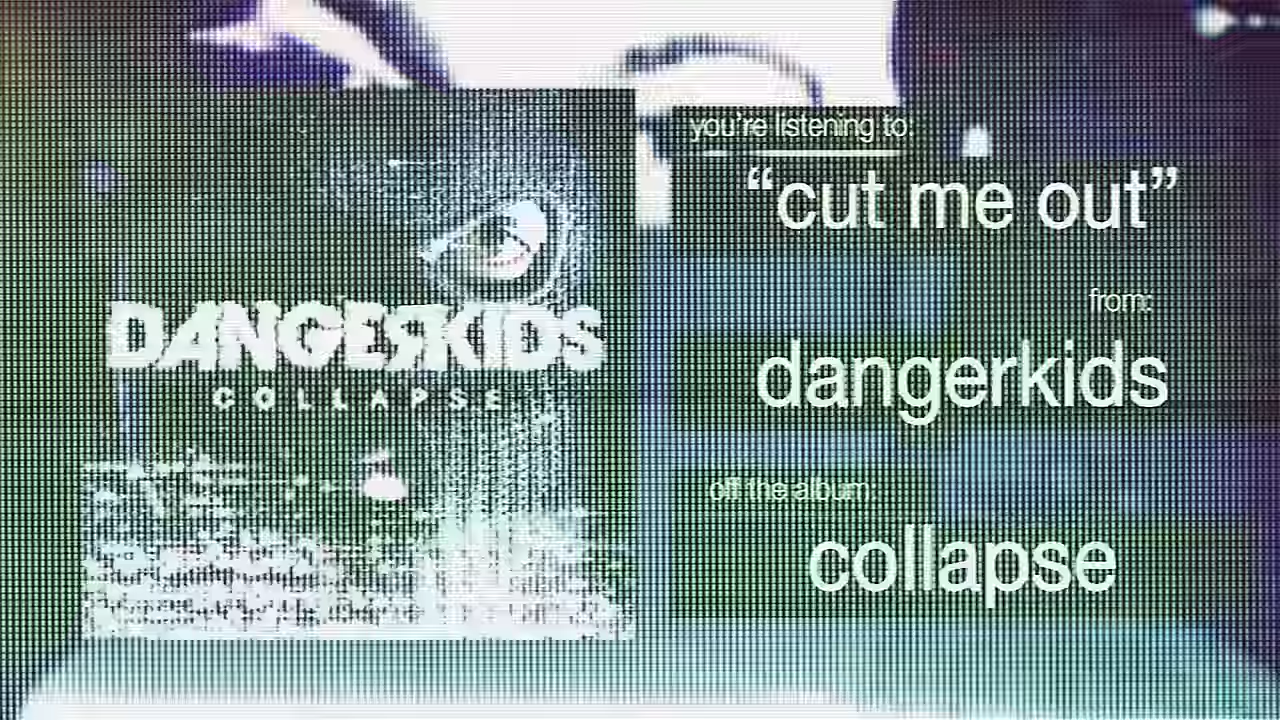 DANGERKIDS
COLLAPSE
you're listening to:
“cut me out”
from:
dangerkids
off the album:
collapse